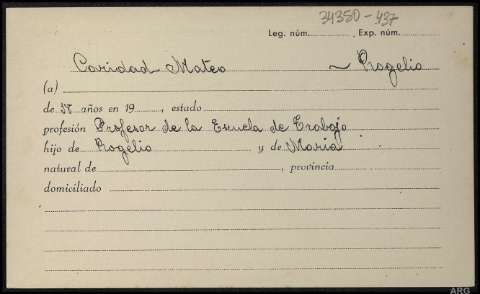 34350-437
Leg. núm. , Exp. núm.
Caridad Mateo ~ Rogelio
(a)
de 38 años en 19 , estado
profesión Profesor de la Escuela de Trabajo
hijo de Rogelio y de María
natural de , provincia
domiciliado
ARG